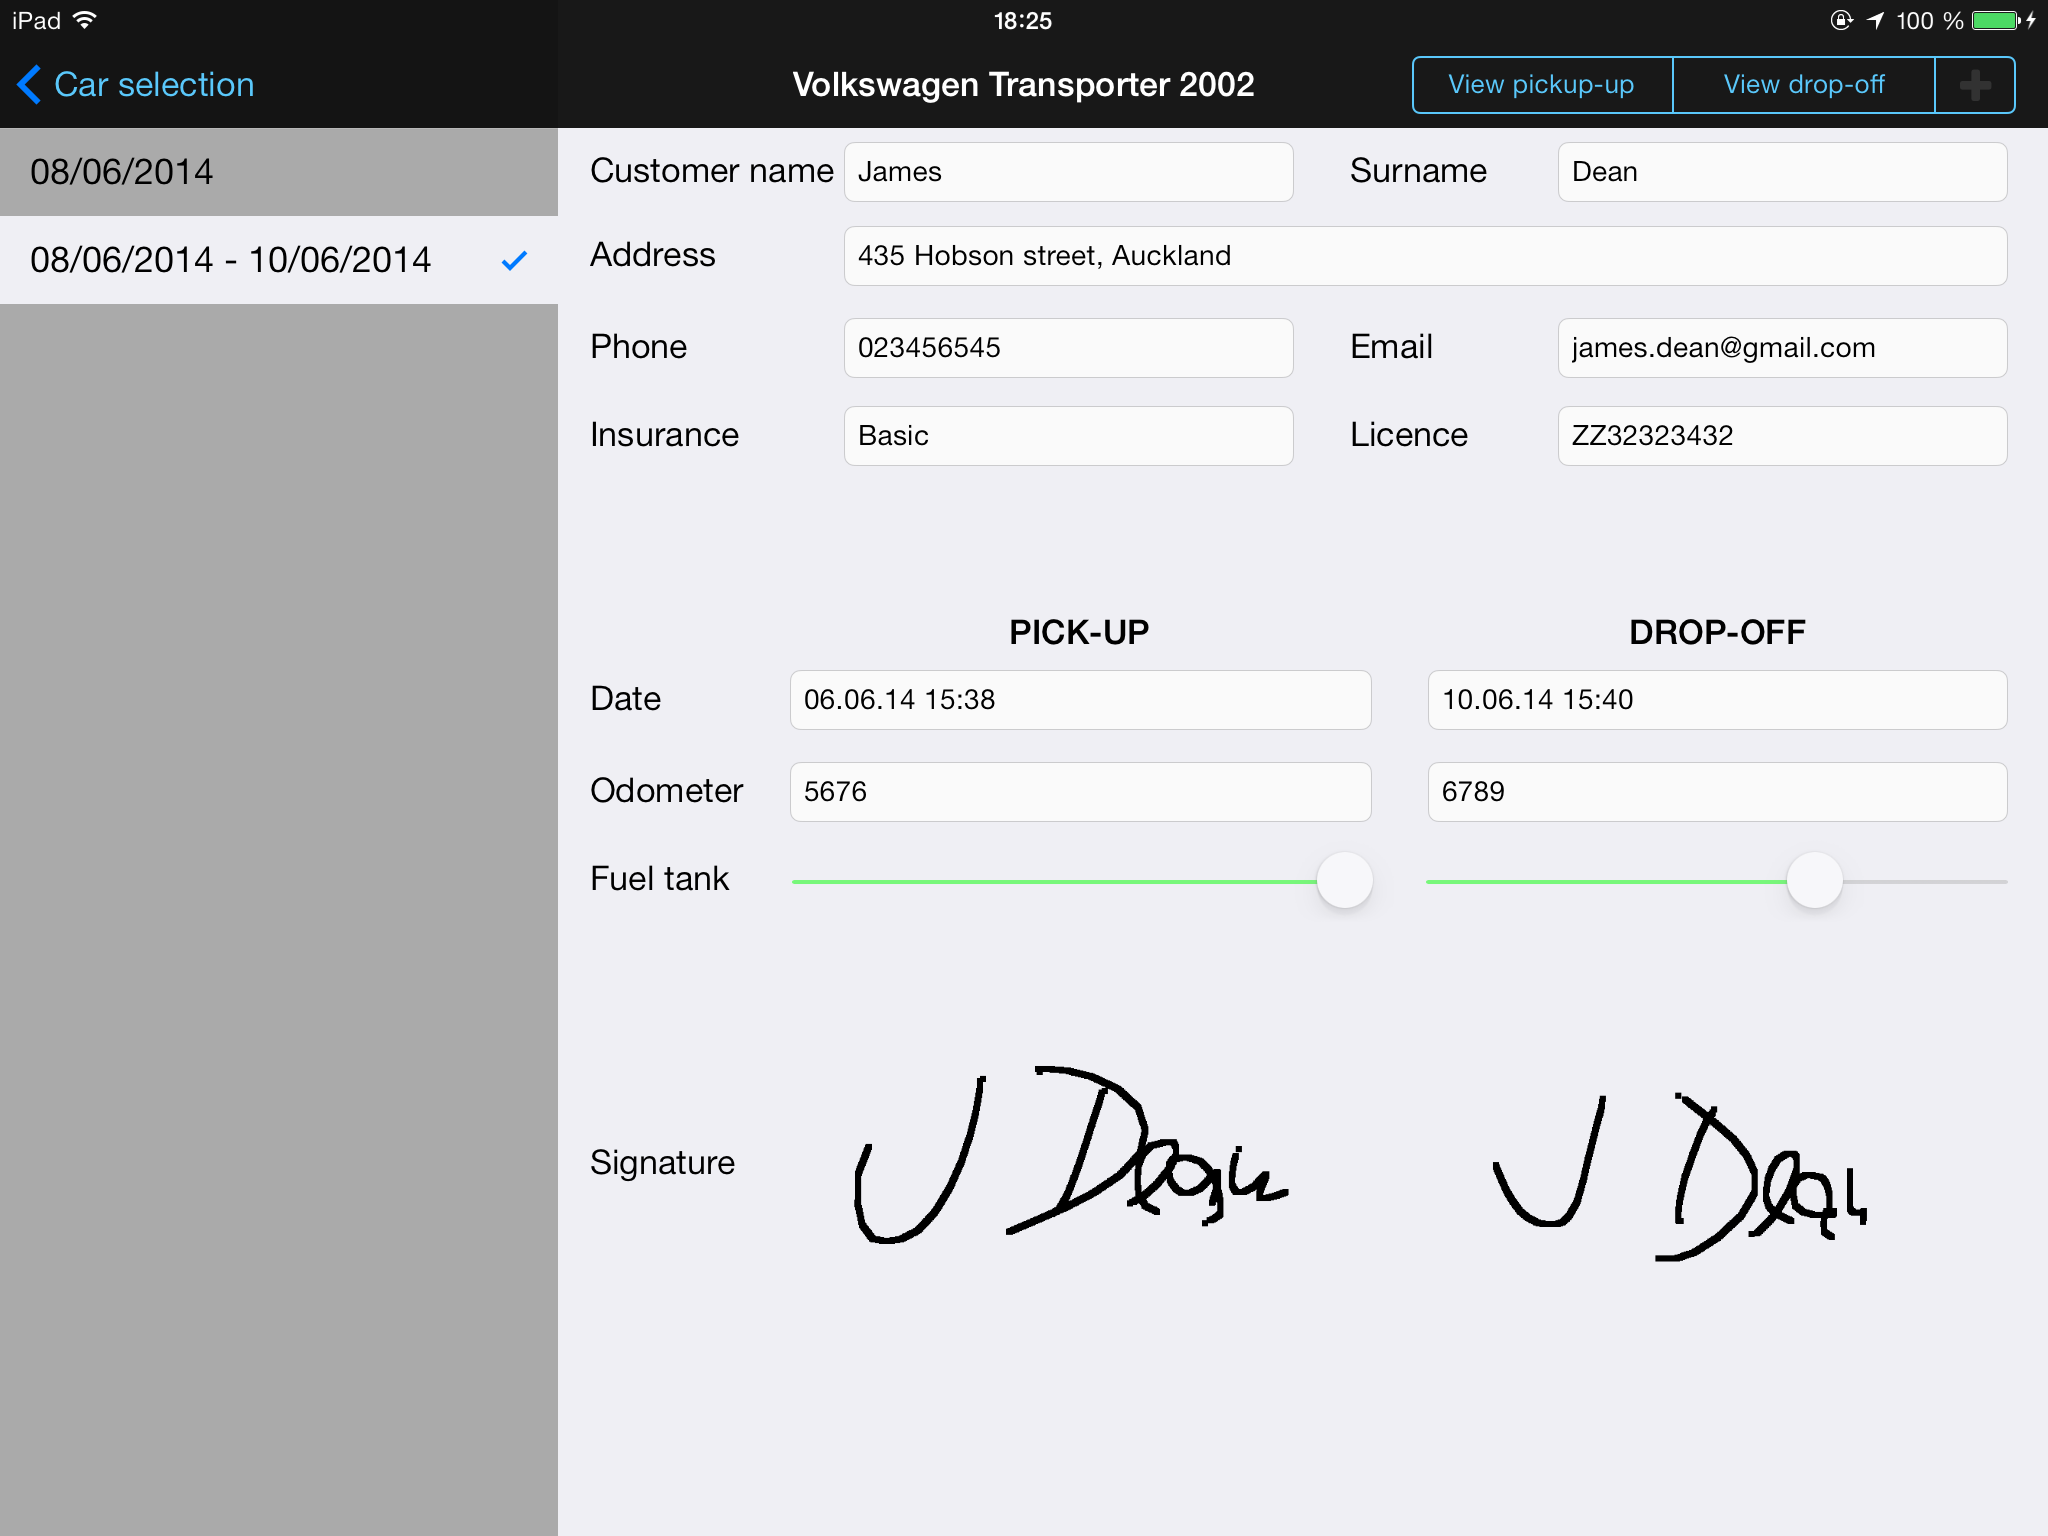 iPad 18:25 100 %
Car selection Volkswagen Transporter 2002 View pickup-up View drop-off
08/06/2014
08/06/2014 - 10/06/2014
Customer name James Surname Dean
Address 435 Hobson street, Auckland
Phone 023456545 Email james.dean@gmail.com
Insurance Basic Licence ZZ32323432
PICK-UP DROP-OFF
Date 06.06.14 15:38 10.06.14 15:40
Odometer 5676 6789
Fuel tank
Signature J Dean J Dean